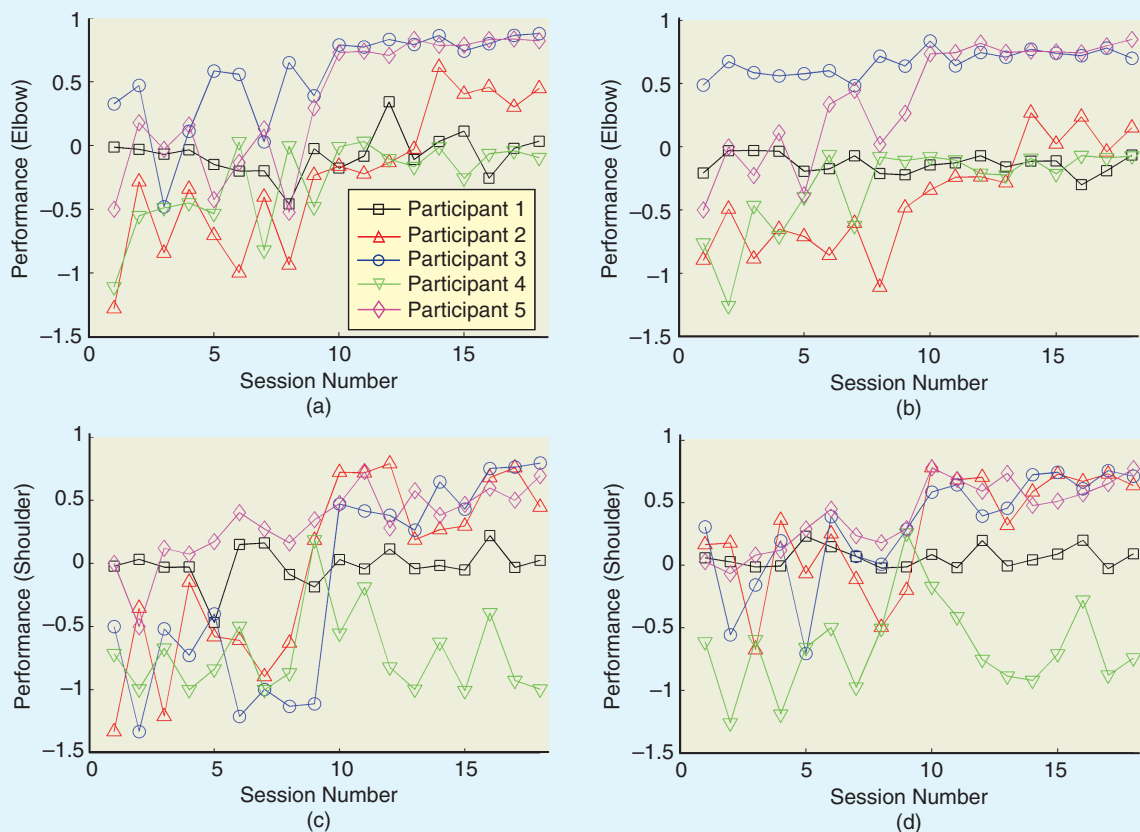 1
0.5
0
−0.5
−1
−1.5
Performance (Elbow)
Participant 1
Participant 2
Participant 3
Participant 4
Participant 5
0 5 10 15
Session Number
(a)
1
0.5
0
−0.5
−1
−1.5
Performance (Elbow)
0 5 10 15
Session Number
(b)
1
0.5
0
−0.5
−1
−1.5
Performance (Shoulder)
0 5 10 15
Session Number
(c)
1
0.5
0
−0.5
−1
−1.5
Performance (Shoulder)
0 5 10 15
Session Number
(d)